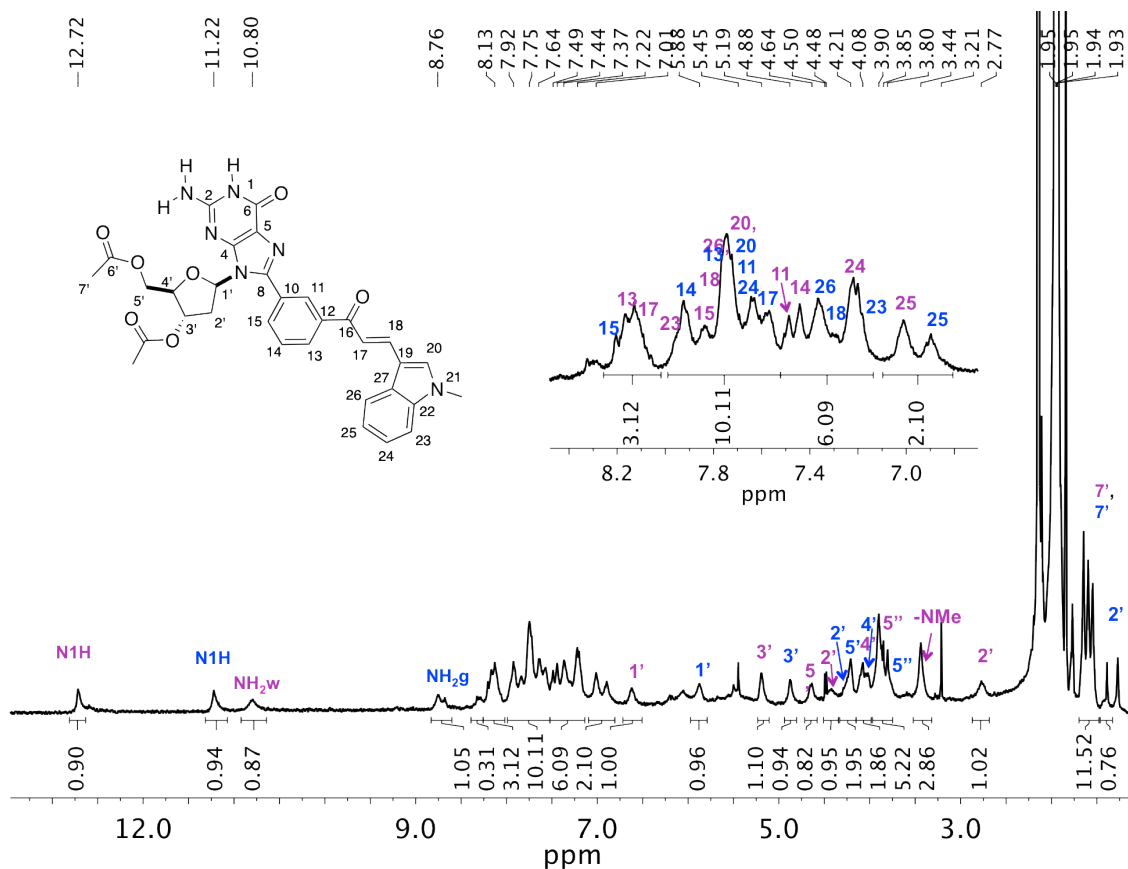 12.72 11.22 10.80 8.76 8.13 7.92 7.75 7.64 7.49 7.44 7.37 7.22 7.01 5.88 5.45 5.19 4.88 4.64 4.50 4.48 4.21 4.08 3.90 3.85 3.80 3.44 3.21 2.77 1.95 1.95 1.94 1.93
H H
N N 1 O
H 2 6
N 5 N
O 4
6' O N
7' O 4' 8 10 11 O
5' 1' 12 16 18
3' 2' 15 17
O O 14 13 19 20
27 N 21
26 22
25 23
24
20,
26, 13' 20
18 11
15 13 17 23 14 15 24 17 11 14 26 18 24 23 25 25
3.12 10.11 6.09 2.10
8.2 7.8 7.4 7.0
ppm
7',
7'
2'
N1H N1H NH2w NH2g 1' 1' 3' 3' 5' 2' 2' 5' 4' 4' 5'' 5'' -NMe 2'
0.90 0.94 0.87 1.05 0.31 3.12 10.11 6.09 2.10 1.00 0.96 1.10 0.94 0.82 0.95 1.95 1.86 5.22 2.86 1.02 11.52 0.76
12.0 9.0 7.0 5.0 3.0
ppm